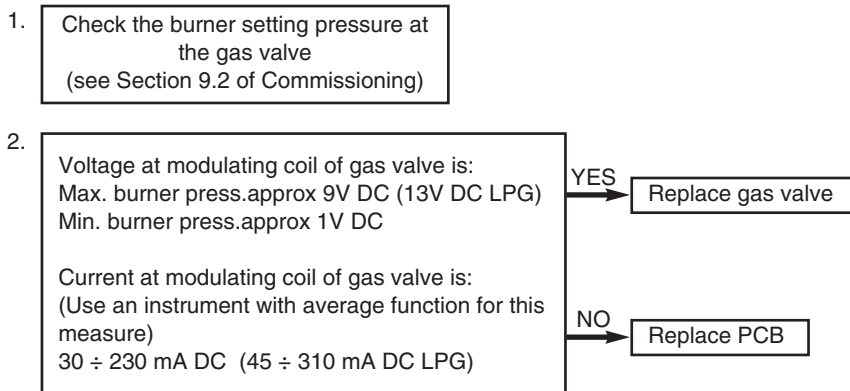 1.
Check the burner setting pressure at
the gas valve
(see Section 9.2 of Commissioning)
2.
Voltage at modulating coil of gas valve is:
Max. burner press.approx 9V DC (13V DC LPG)
Min. burner press.approx 1V DC
Current at modulating coil of gas valve is:
(Use an instrument with average function for this
measure)
30 ÷ 230 mA DC (45 ÷ 310 mA DC LPG)
YES
Replace gas valve
NO
Replace PCB